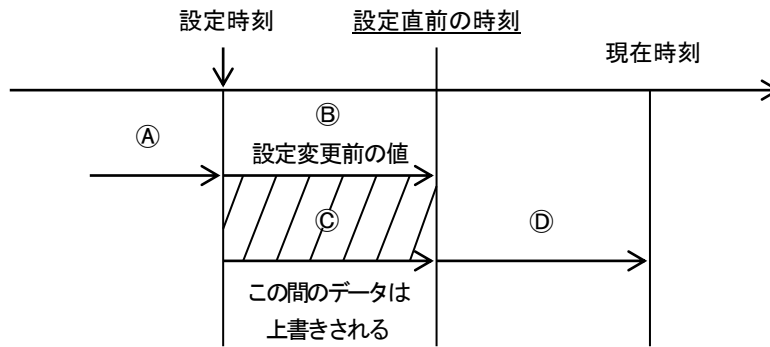 設定時刻
設定直前の時刻
現在時刻
Ⓐ
Ⓑ
設定変更前の値
Ⓒ
Ⓓ
この間のデータは
上書きされる